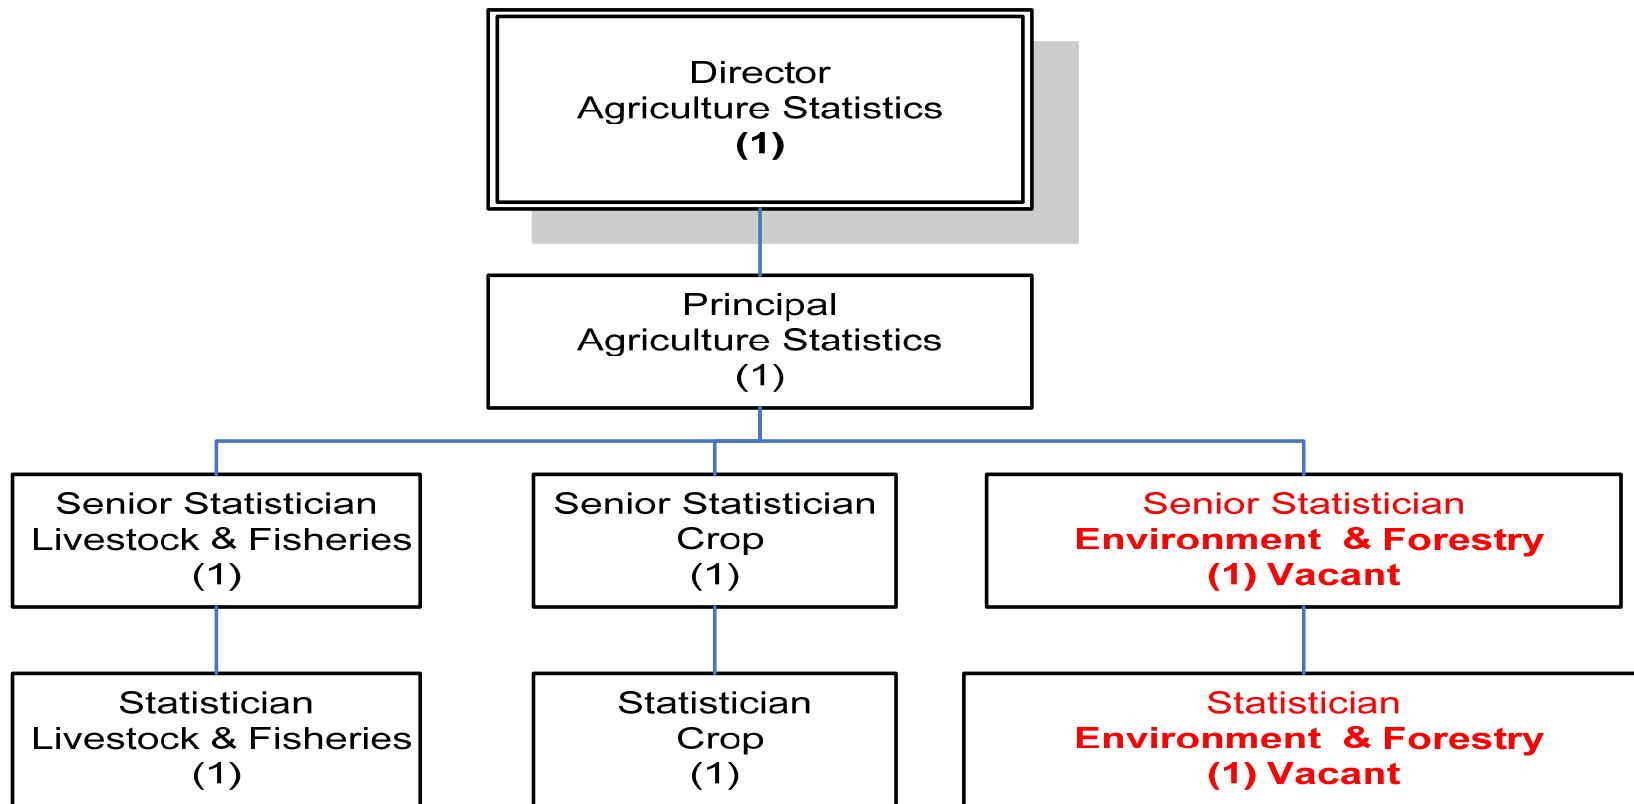 Director
Agriculture Statistics
(1)
Principal
Agriculture Statistics
(1)
Senior Statistician
Livestock & Fisheries
(1)
Senior Statistician
Crop
(1)
Senior Statistician
Environment & Forestry
(1) Vacant
Statistician
Livestock & Fisheries
(1)
Statistician
Crop
(1)
Statistician
Environment & Forestry
(1) Vacant